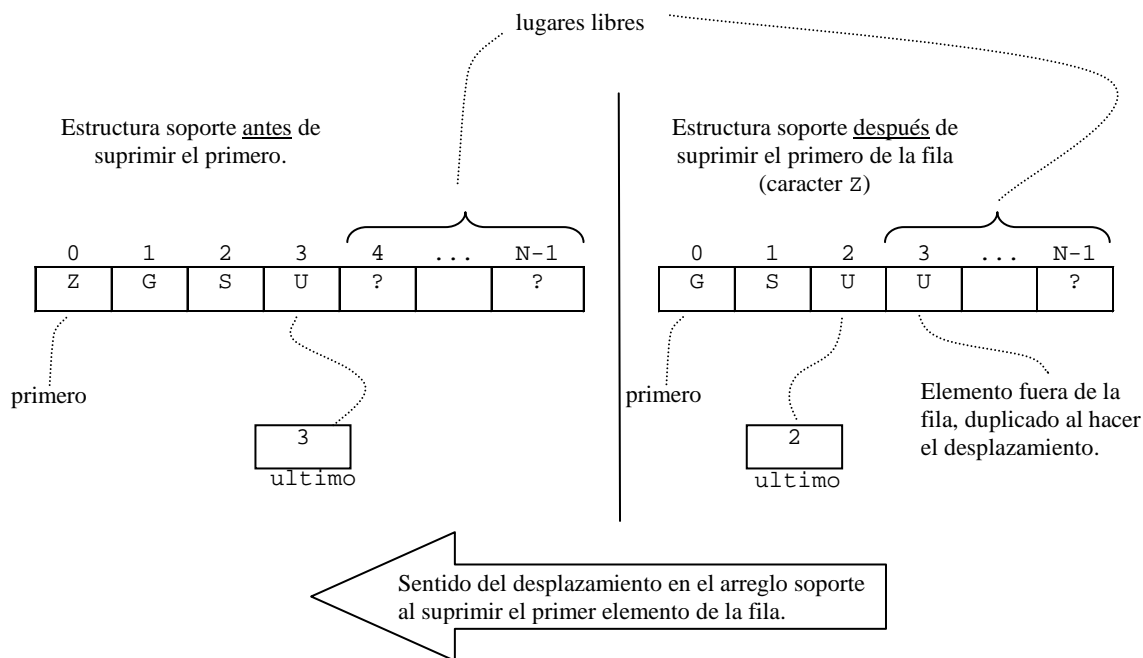 lugares libres
Estructura soporte antes de
suprimir el primero.
Estructura soporte después de
suprimir el primero de la fila
(caracter Z)
0 1 2 3 4 ... N-1
Z G S U ? ?
0 1 2 3 ... N-1
G S U U ?
primero
3
ultimo
primero
2
ultimo
Elemento fuera de la
fila, duplicado al hacer
el desplazamiento.
Sentido del desplazamiento en el arreglo soporte
al suprimir el primer elemento de la fila.